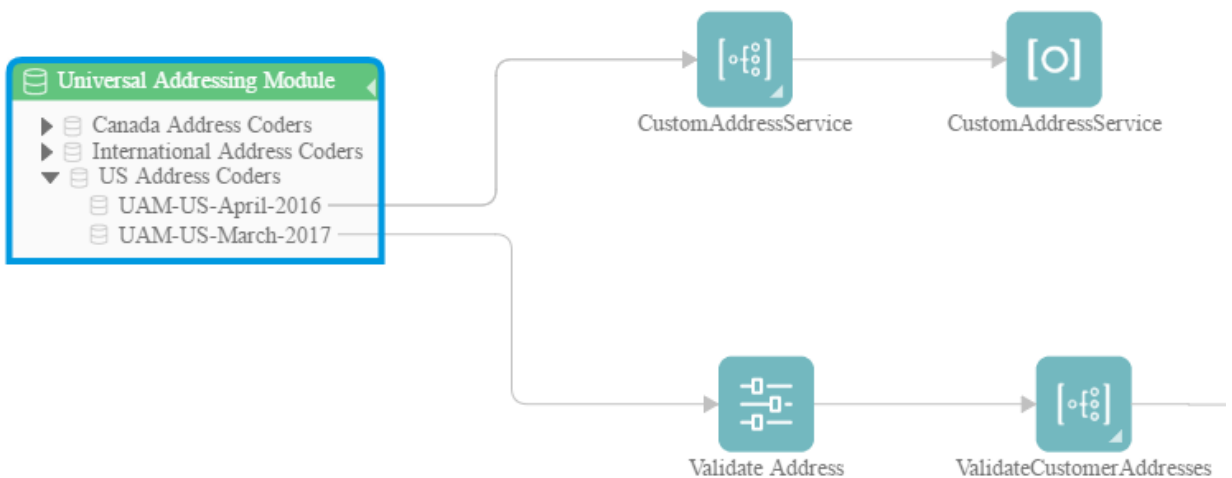 Universal Addressing Module
Canada Address Coders
International Address Coders
US Address Coders
UAM-US-April-2016
UAM-US-March-2017
CustomAddressService
CustomAddressService
Validate Address
ValidateCustomerAddresses